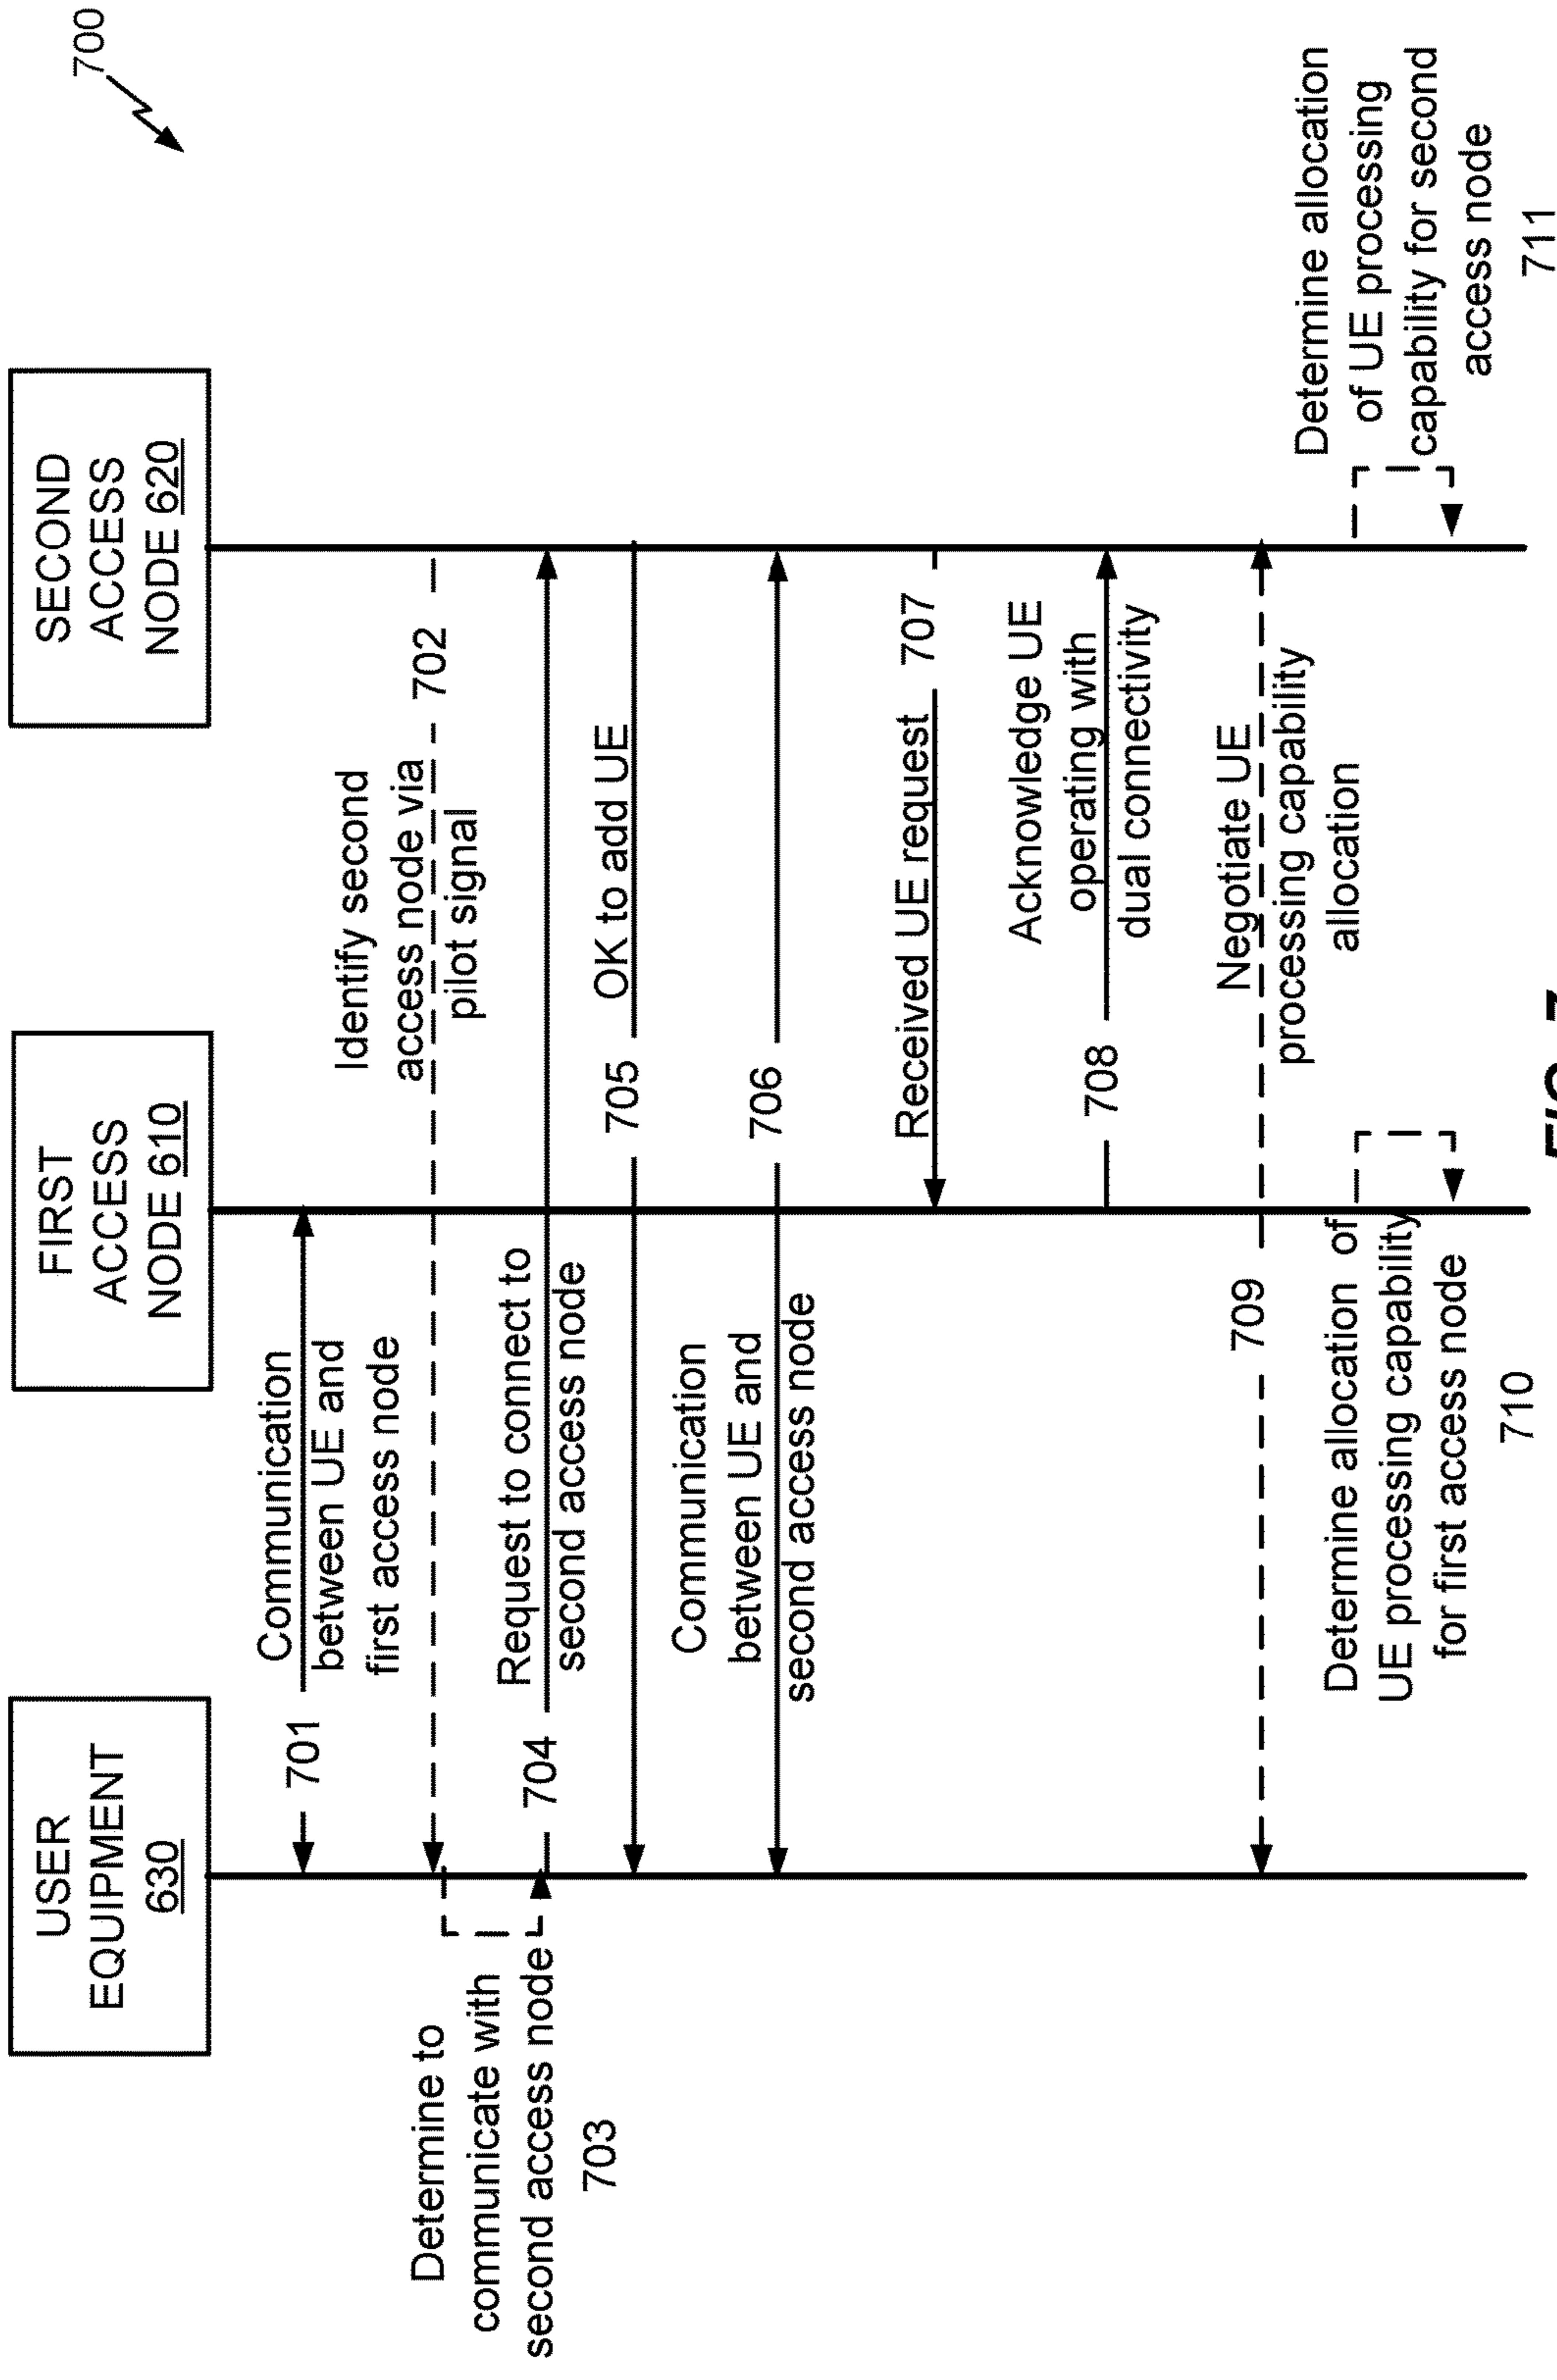 700
USER
EQUIPMENT
630
FIRST
ACCESS
NODE 610
SECOND
ACCESS
NODE 620
Communication
between UE and
first access node
701
Identify second
access node via
pilot signal
702
Determine to
communicate with
second access node
703
Request to connect to
second access node
704
OK to add UE
705
Communication
between UE and
second access node
706
Received UE request
707
Acknowledge UE
operating with
dual connectivity
708
Negotiate UE
processing capability
allocation
709
Determine allocation of
UE processing capability
for first access node
710
Determine allocation
of UE processing
capability for second
access node
711